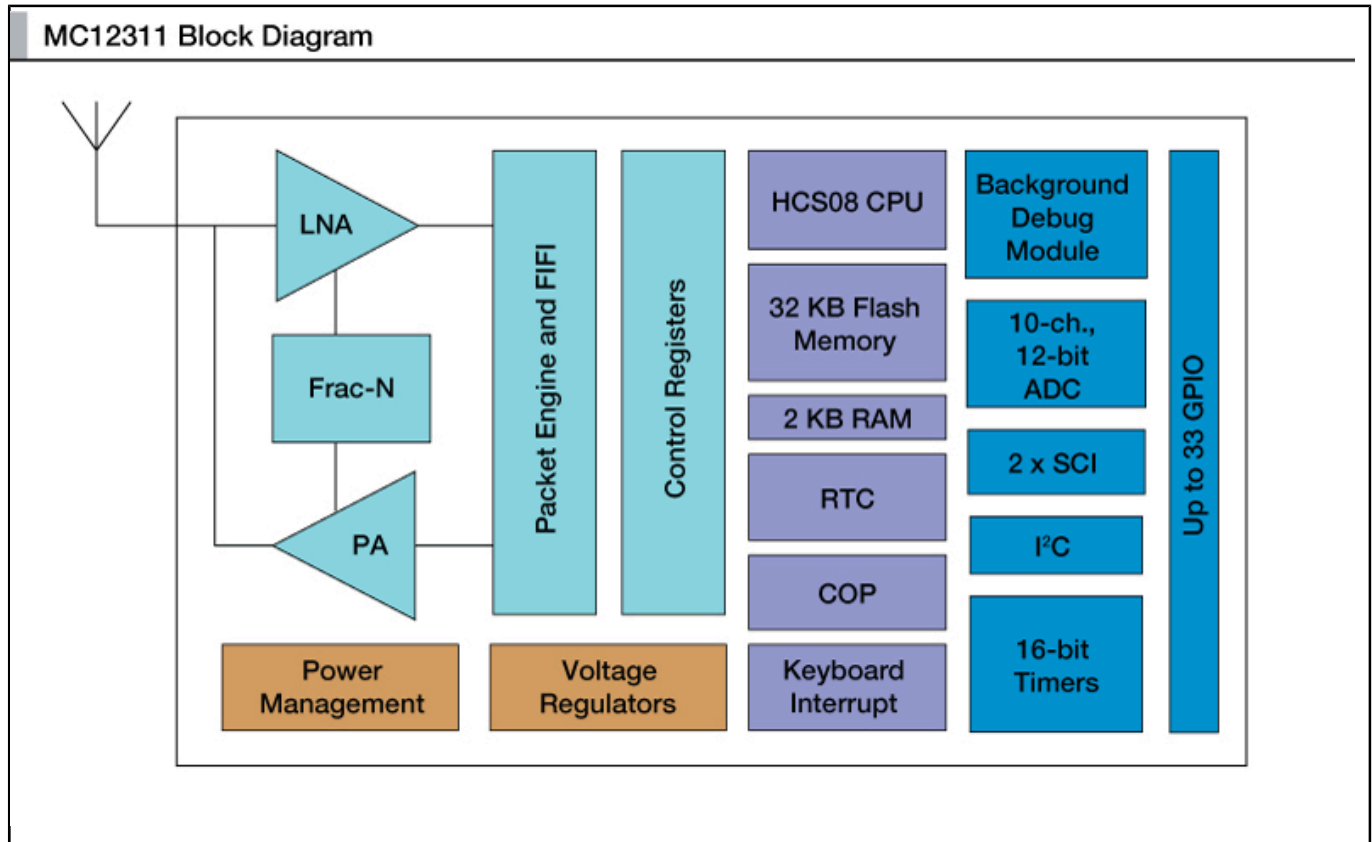 MC12311 Block Diagram
LNA
Frac-N
PA
Packet Engine and FIFI
Control Registers
Power
Management
Voltage
Regulators
HCS08 CPU
32 KB Flash
Memory
2 KB RAM
RTC
COP
Keyboard
Interrupt
Background
Debug
Module
10-ch.,
12-bit
ADC
2 x SCI
I²C
16-bit
Timers
Up to 33 GPIO